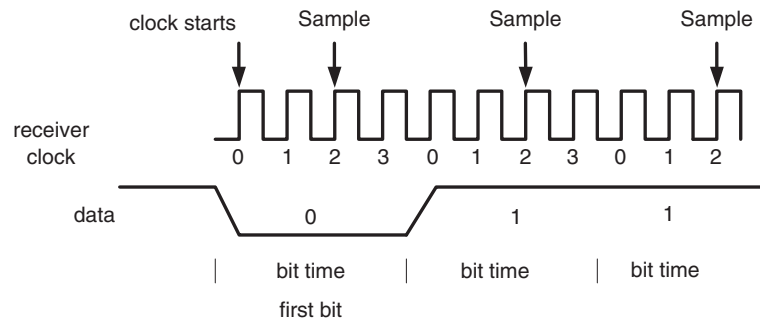 clock starts Sample Sample Sample
receiver
clock
0 1 2 3 0 1 2 3 0 1 2
data 0 1 1
bit time bit time bit time
first bit